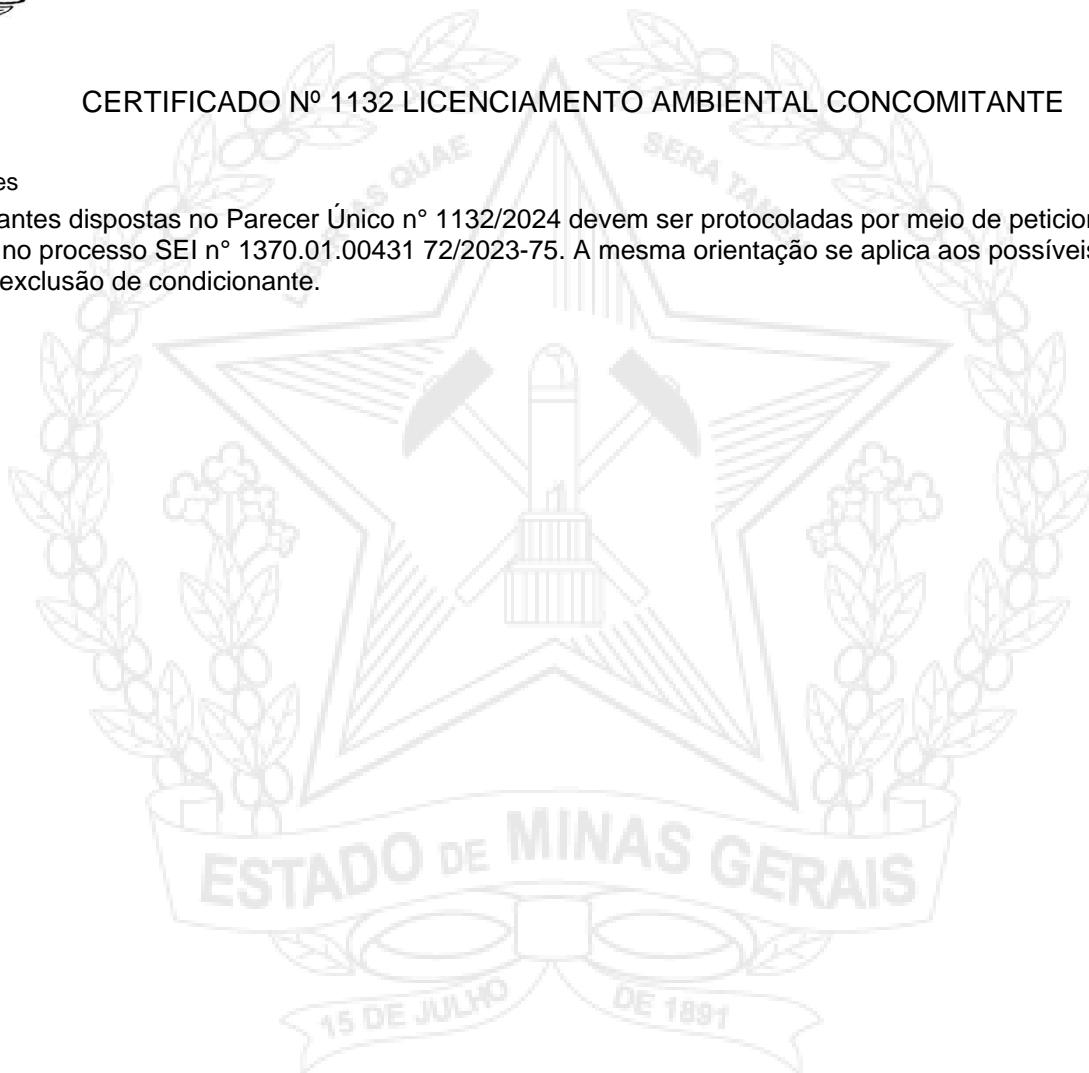 CERTIFICADO Nº 1132 LICENCIAMENTO AMBIENTAL CONCOMITANTE
es
antes dispostas no Parecer Único n° 1132/2024 devem ser protocoladas por meio de peticion
no processo SEI n° 1370.01.00431 72/2023-75. A mesma orientação se aplica aos possíveis
exclusão de condicionante.
QUAE SERA TAMEN
ESTADO DE MINAS GERAIS
15 DE JULHO DE 1891